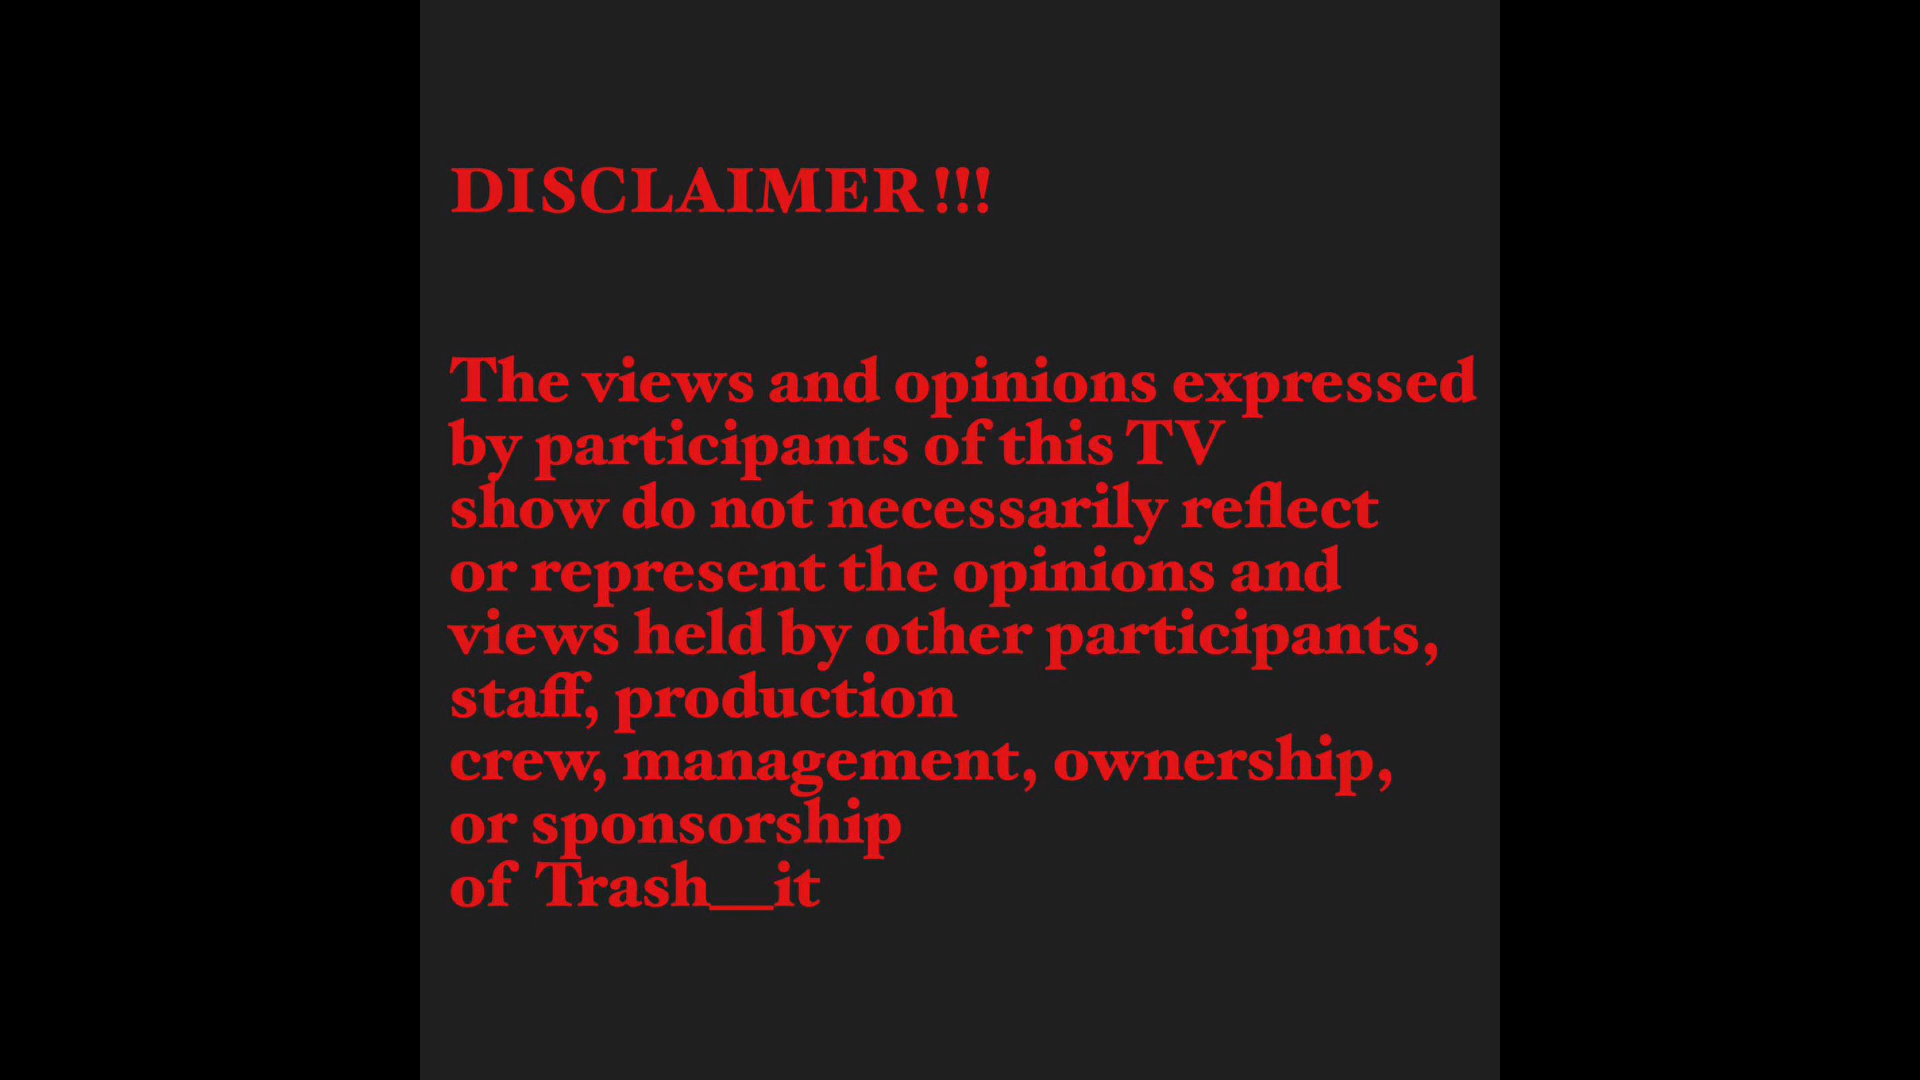 DISCLAIMER!!!
The views and opinions expressed
by participants of this TV
show do not necessarily reflect
or represent the opinions and
views held by other participants,
staff, production
crew, management, ownership,
or sponsorship
of Trash__it